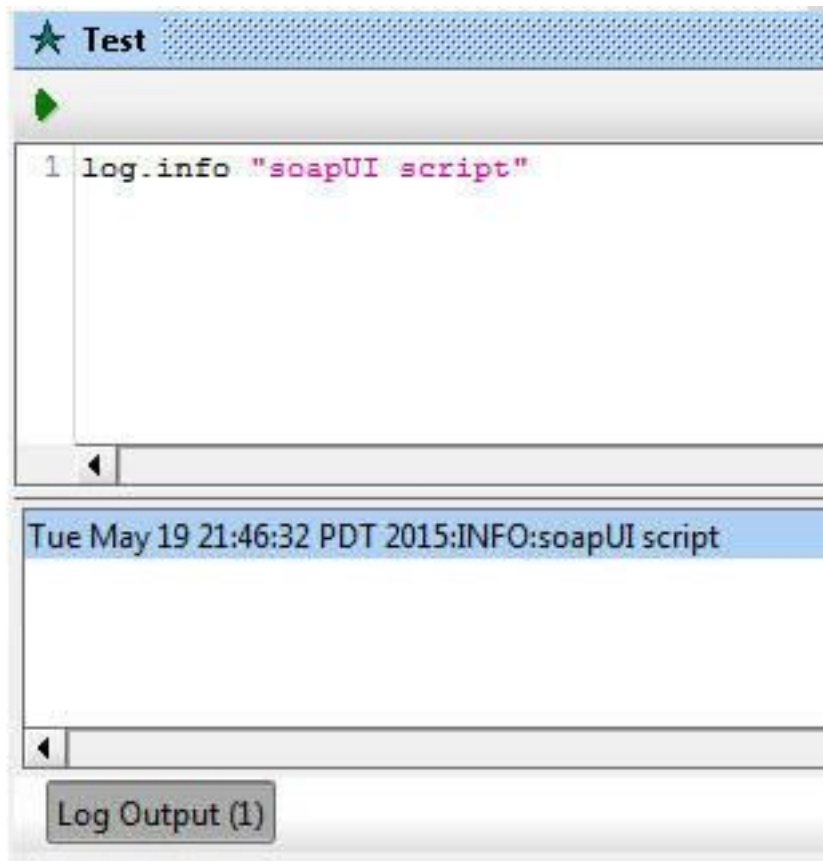 Test
1 log.info "soapUI script"
Tue May 19 21:46:32 PDT 2015:INFO:soapUI script
Log Output (1)